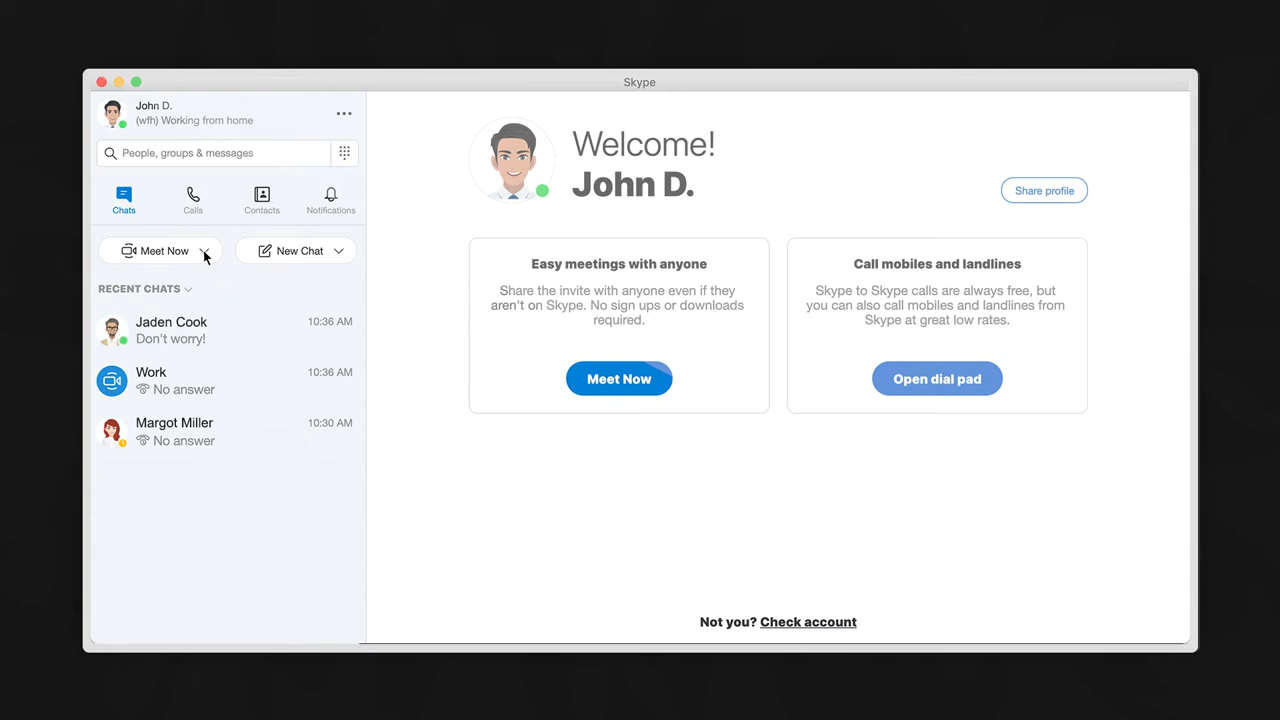 Skype
John D.
(wfh) Working from home
People, groups & messages
Chats
Calls
Contacts
Notifications
Meet Now
New Chat
RECENT CHATS
Jaden Cook
10:36 AM
Don't worry!
Work
10:36 AM
No answer
Margot Miller
10:30 AM
No answer
Welcome!
John D.
Share profile
Easy meetings with anyone
Share the invite with anyone even if they
aren't on Skype. No sign ups or downloads
required.
Meet Now
Call mobiles and landlines
Skype to Skype calls are always free, but
you can also call mobiles and landlines from
Skype at great low rates.
Open dial pad
Not you? Check account